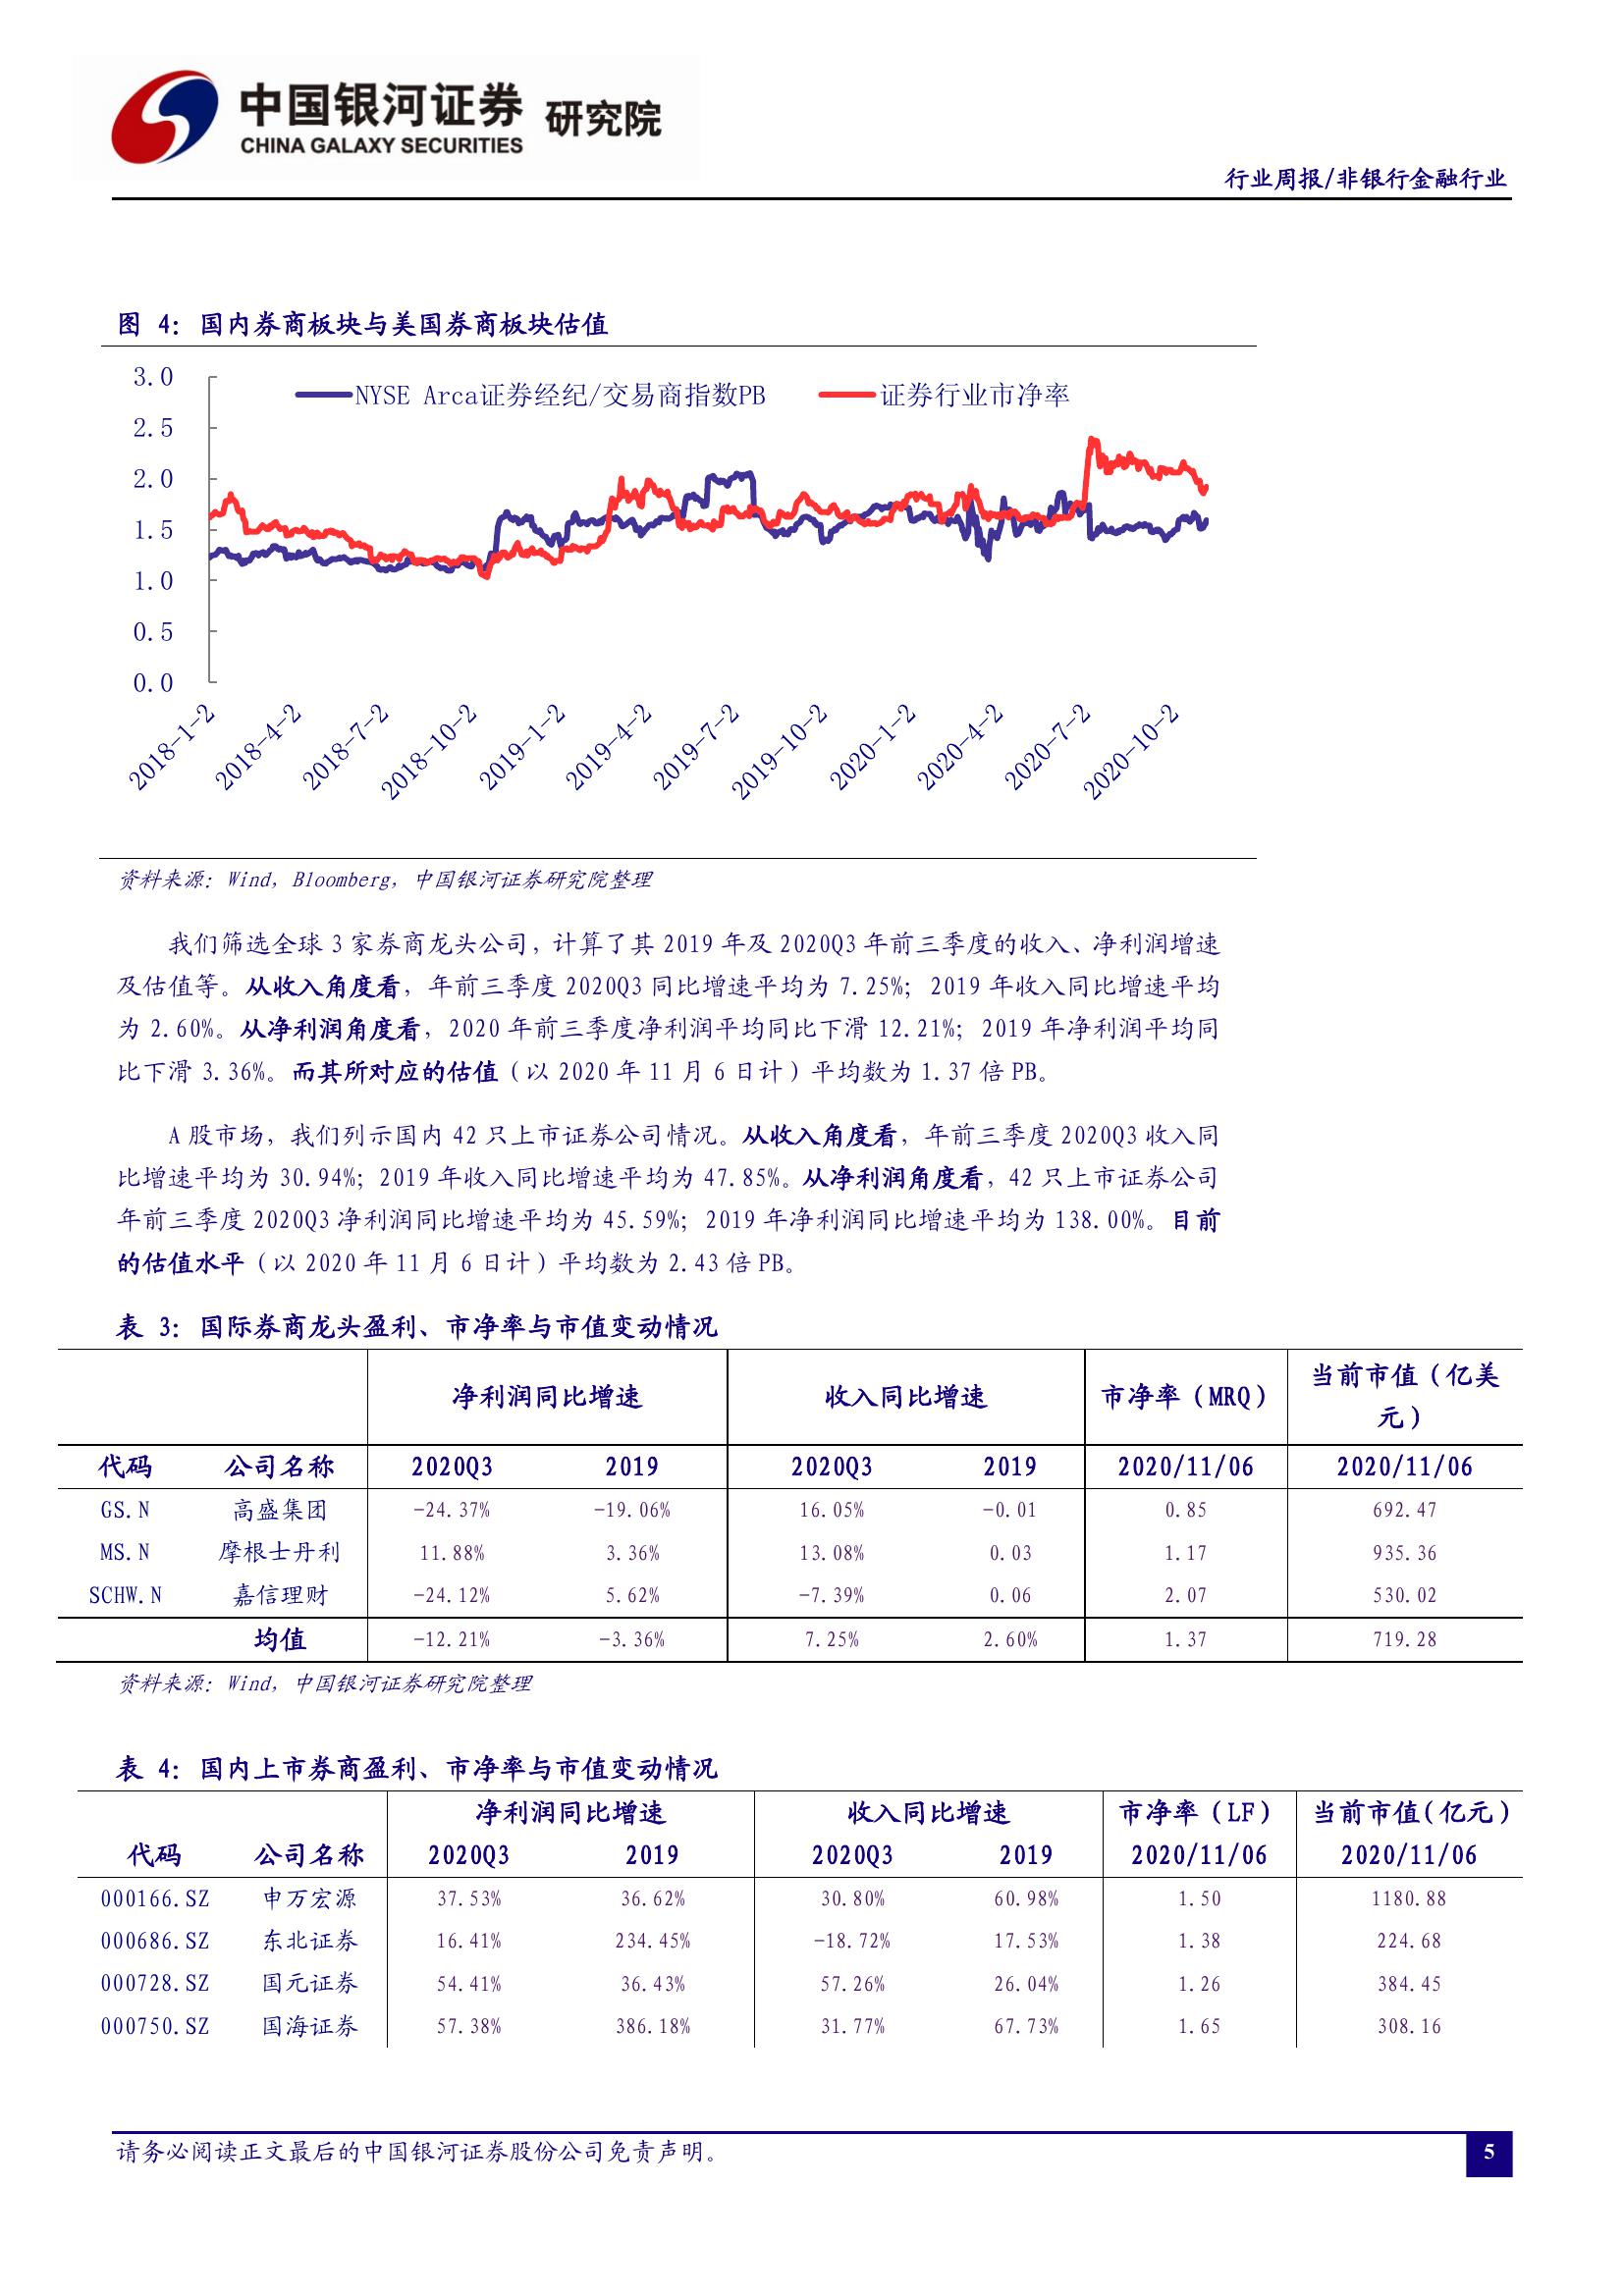 中国银河证券 研究院
CHINA GALAXY SECURITIES
行业周报/非银行金融行业
图 4：国内券商板块与美国券商板块估值
NYSE Arca证券经纪/交易商指数PB 证券行业市净率
3.0
2.5
2.0
1.5
1.0
0.5
0.0
2018-1-2 2018-4-2 2018-7-2 2018-10-2 2019-1-2 2019-4-2 2019-7-2 2019-10-2 2020-1-2 2020-4-2 2020-7-2 2020-10-2
资料来源：Wind，Bloomberg，中国银河证券研究院整理
我们筛选全球 3 家券商龙头公司，计算了其 2019 年及 2020Q3 年前三季度的收入、净利润增速
及估值等。从收入角度看，年前三季度 2020Q3 同比增速平均为 7.25%；2019 年收入同比增速平均
为 2.60%。从净利润角度看，2020 年前三季度净利润平均同比下滑 12.21%；2019 年净利润平均同
比下滑 3.36%。而其所对应的估值（以 2020 年 11 月 6 日计）平均数为 1.37 倍 PB。
A 股市场，我们列示国内 42 只上市证券公司情况。从收入角度看，年前三季度 2020Q3 收入同
比增速平均为 30.94%；2019 年收入同比增速平均为 47.85%。从净利润角度看，42 只上市证券公司
年前三季度 2020Q3 净利润同比增速平均为 45.59%；2019 年净利润同比增速平均为 138.00%。目前
的估值水平（以 2020 年 11 月 6 日计）平均数为 2.43 倍 PB。
表 3：国际券商龙头盈利、市净率与市值变动情况
净利润同比增速 收入同比增速 市净率（MRQ） 当前市值（亿美
元）
代码 公司名称 2020Q3 2019 2020Q3 2019 2020/11/06 2020/11/06
GS.N 高盛集团 -24.37% -19.06% 16.05% -0.01 0.85 692.47
MS.N 摩根士丹利 11.88% 3.36% 13.08% 0.03 1.17 935.36
SCHW.N 嘉信理财 -24.12% 5.62% -7.39% 0.06 2.07 530.02
均值 -12.21% -3.36% 7.25% 2.60% 1.37 719.28
资料来源：Wind，中国银河证券研究院整理
表 4：国内上市券商盈利、市净率与市值变动情况
净利润同比增速 收入同比增速 市净率（LF） 当前市值(亿元)
代码 公司名称 2020Q3 2019 2020Q3 2019 2020/11/06 2020/11/06
000166.SZ 申万宏源 37.53% 36.62% 30.80% 60.98% 1.50 1180.88
000686.SZ 东北证券 16.41% 234.45% -18.72% 17.53% 1.38 224.68
000728.SZ 国元证券 54.41% 36.43% 57.26% 26.04% 1.26 384.45
000750.SZ 国海证券 57.38% 386.18% 31.77% 67.73% 1.65 308.16
请务必阅读正文最后的中国银河证券股份公司免责声明。
5